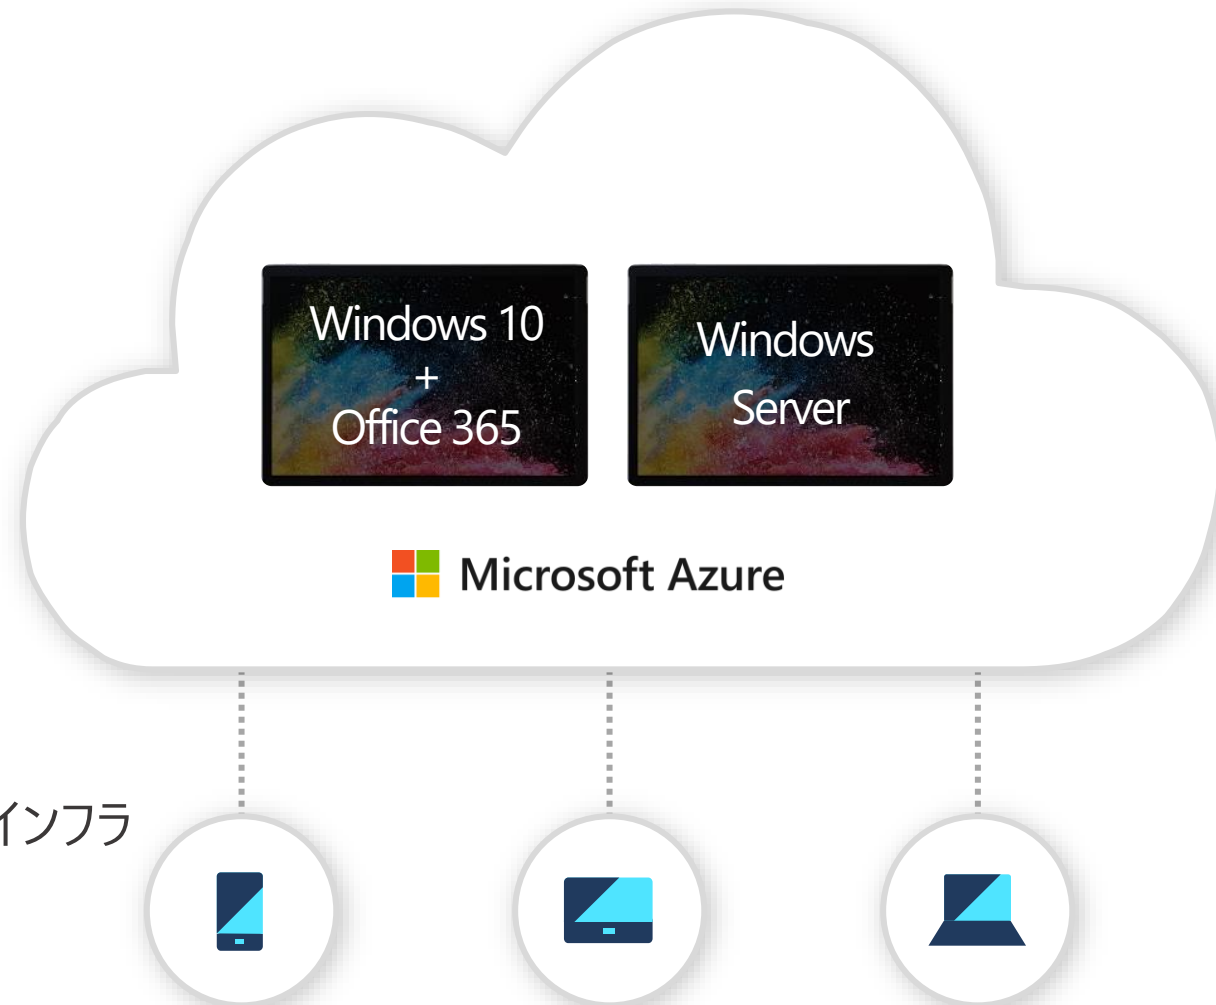 Windows 10
+
Office 365
Windows
Server
Microsoft Azure
インフラ